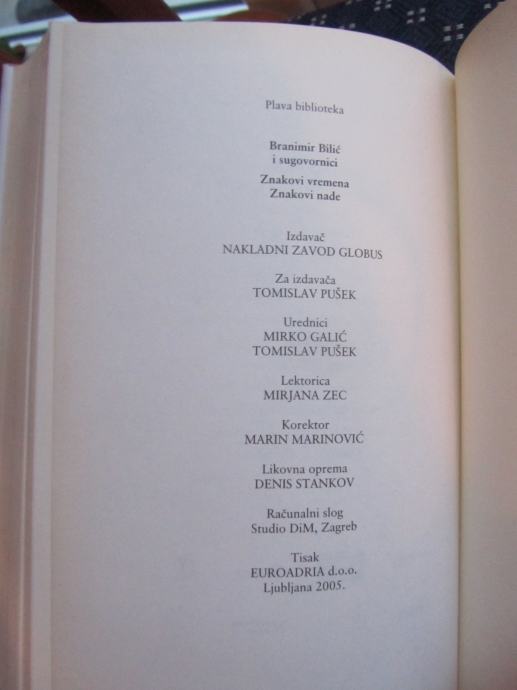 Plava biblioteka
Branimir Bilić
i sugovornici
Znakovi vremena
Znakovi nade
Izdavač
NAKLADNI ZAVOD GLOBUS
Za izdavača
TOMISLAV PUŠEK
Urednici
MIRKO GALIĆ
TOMISLAV PUŠEK
Lektorica
MIRJANA ZEC
Korektor
MARIN MARINOVIĆ
Likovna oprema
DENIS STANKOV
Računalni slog
Studio DiM, Zagreb
Tisak
EUROADRIA d.o.o.
Ljubljana 2005.